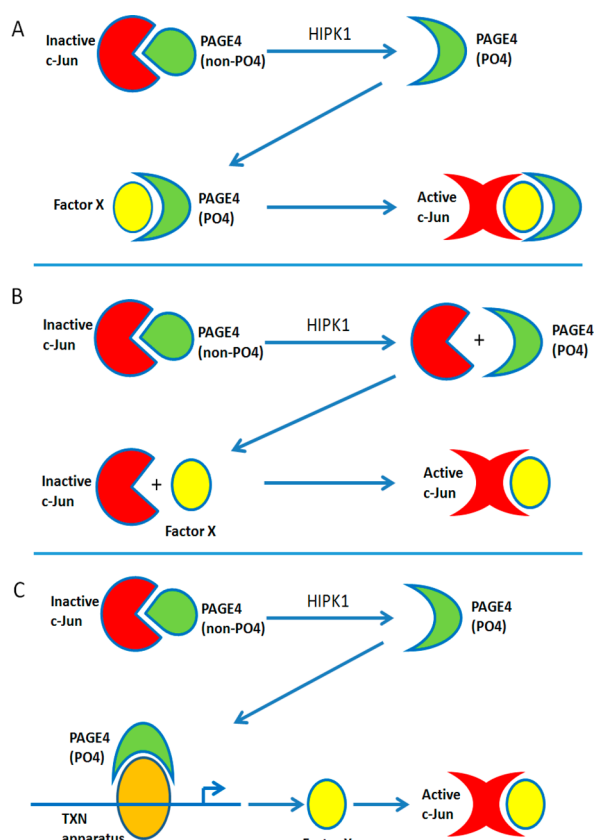 A
Inactive
c-Jun
PAGE4
(non-PO4)
HIPK1
PAGE4
(PO4)
Factor X
PAGE4
(PO4)
Active
c-Jun
B
Inactive
c-Jun
PAGE4
(non-PO4)
HIPK1
+
PAGE4
(PO4)
Inactive
c-Jun
+
Factor X
Active
c-Jun
C
Inactive
c-Jun
PAGE4
(non-PO4)
HIPK1
PAGE4
(PO4)
PAGE4
(PO4)
TXN
apparatus
Active
c-Jun